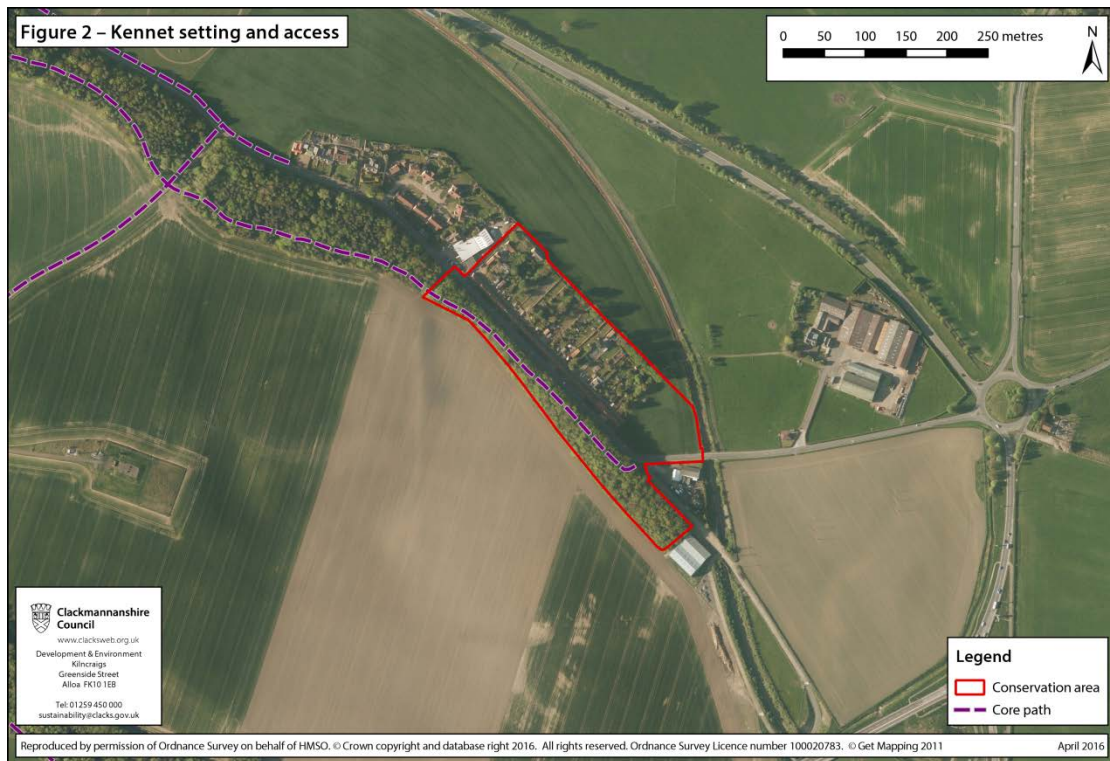 Figure 2 – Kennet setting and access
0 50 100 150 200 250 metres
N
Clackmannanshire
Council
www.clacksweb.org.uk
Development & Environment
Kilncraigs
Greenside Street
Alloa FK10 1EB
Tel: 01259 450 000
sustainability@clacks.gov.uk
Legend
Conservation area
Core path
Reproduced by permission of Ordnance Survey on behalf of HMSO. © Crown copyright and database right 2016. All rights reserved. Ordnance Survey Licence number 100020783. © Get Mapping 2011 April 2016